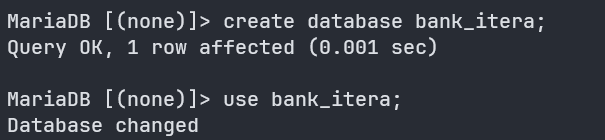 MariaDB [(none)]> create database bank_itera;
Query OK, 1 row affected (0.001 sec)
MariaDB [(none)]> use bank_itera;
Database changed